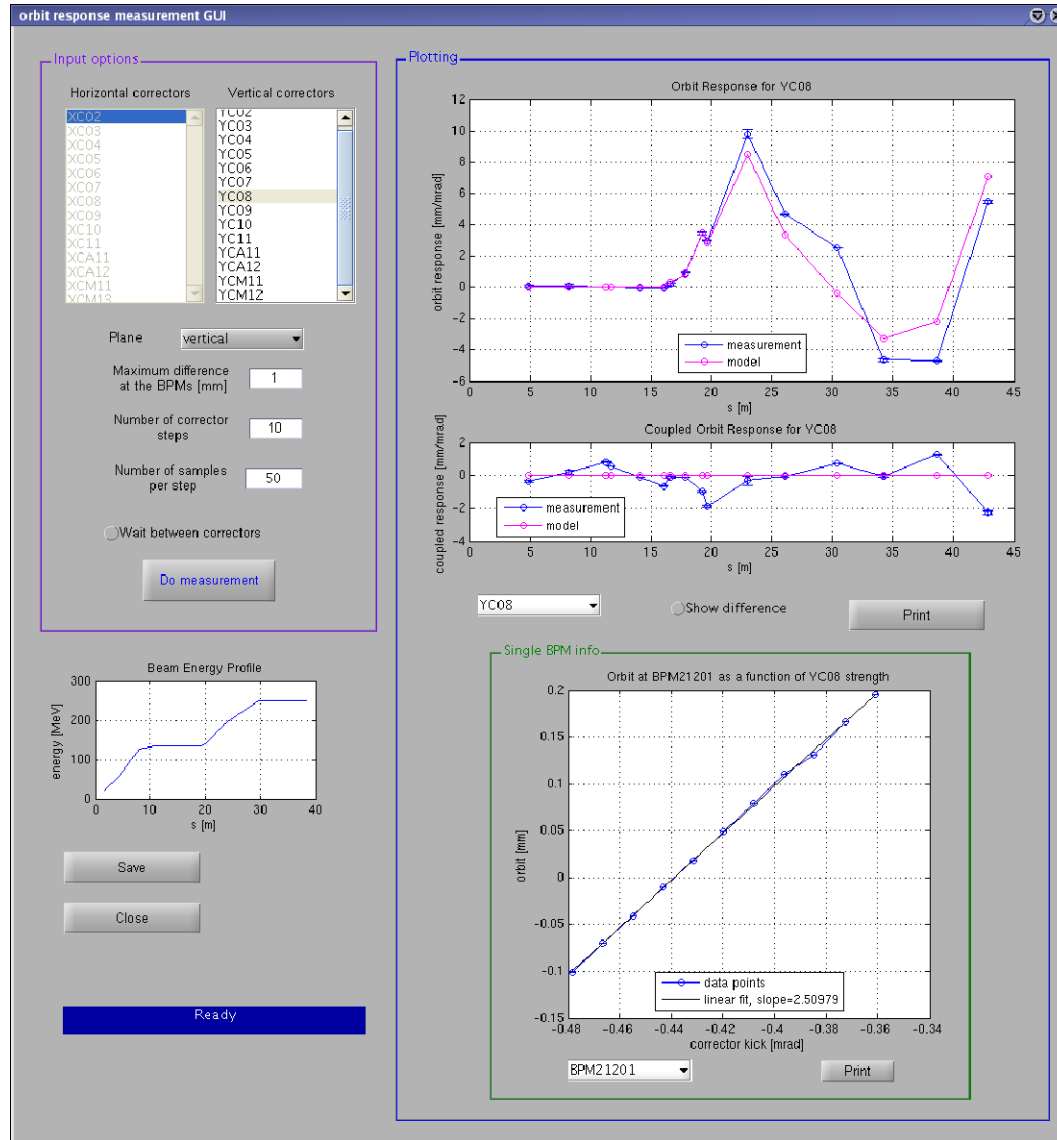 orbit response measurement GUI
Input options
Horizontal correctors
Vertical correctors
XC02
XC03
XC04
XC05
XC06
XC07
XC08
XC09
XC10
XC11
XCA11
XCA12
XCM11
XCM13
YC02
YC03
YC04
YC05
YC06
YC07
YC08
YC09
YC10
YC11
YCA11
YCA12
YCM11
YCM12
Plane
vertical
Maximum difference
at the BPMs [mm]
1
Number of corrector
steps
10
Number of samples
per step
50
Wait between correctors
Do measurement
Beam Energy Profile
300
200
100
0
energy [MeV]
0 10 20 30 40
s [m]
Save
Close
Ready
Plotting
Orbit Response for YC08
12
10
8
6
4
2
0
-2
-4
-6
orbit response [mm/mrad]
measurement
model
0 5 10 15 20 25 30 35 40 45
s [m]
Coupled Orbit Response for YC08
2
0
-2
-4
coupled response [mm/mrad]
measurement
model
0 5 10 15 20 25 30 35 40 45
s [m]
YC08
Show difference
Print
Single BPM info
Orbit at BPM21201 as a function of YC08 strength
0.2
0.15
0.1
0.05
0
-0.05
-0.1
-0.15
orbit [mm]
data points
linear fit, slope=2.50979
-0.48 -0.46 -0.44 -0.42 -0.4 -0.38 -0.36 -0.34
corrector kick [mrad]
BPM21201
Print